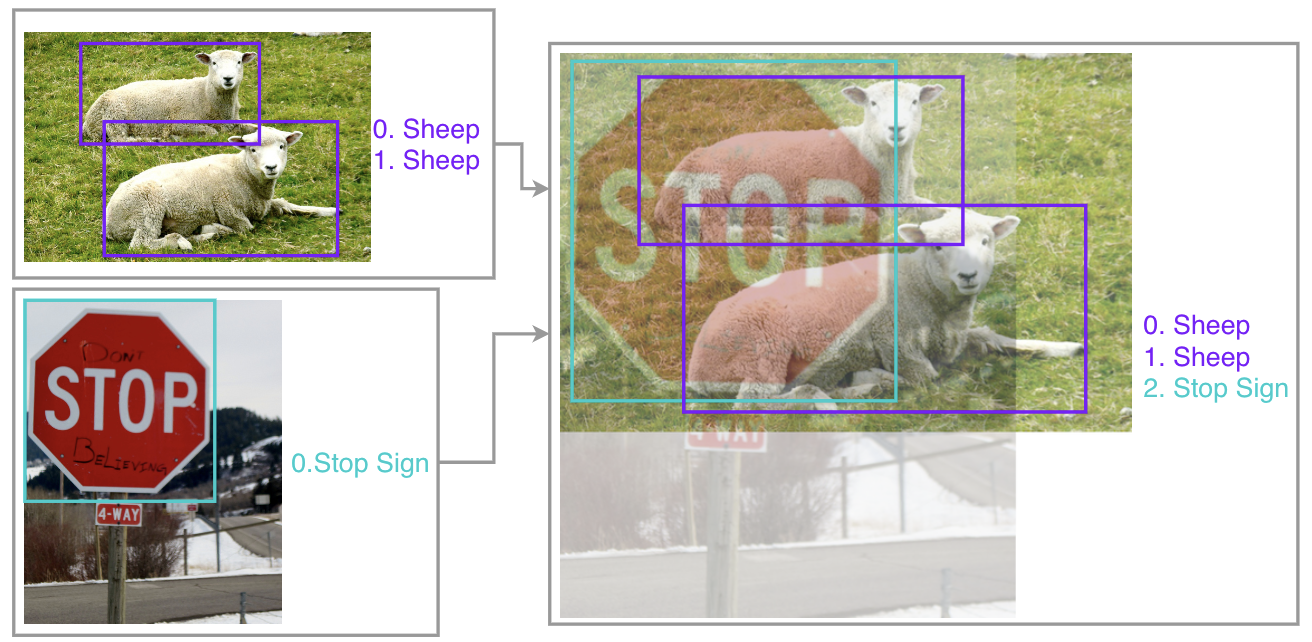 0. Sheep
1. Sheep
DONT
STOP
BELIEVING
4-WAY
0.Stop Sign
STOP
4-WAY
0. Sheep
1. Sheep
2. Stop Sign